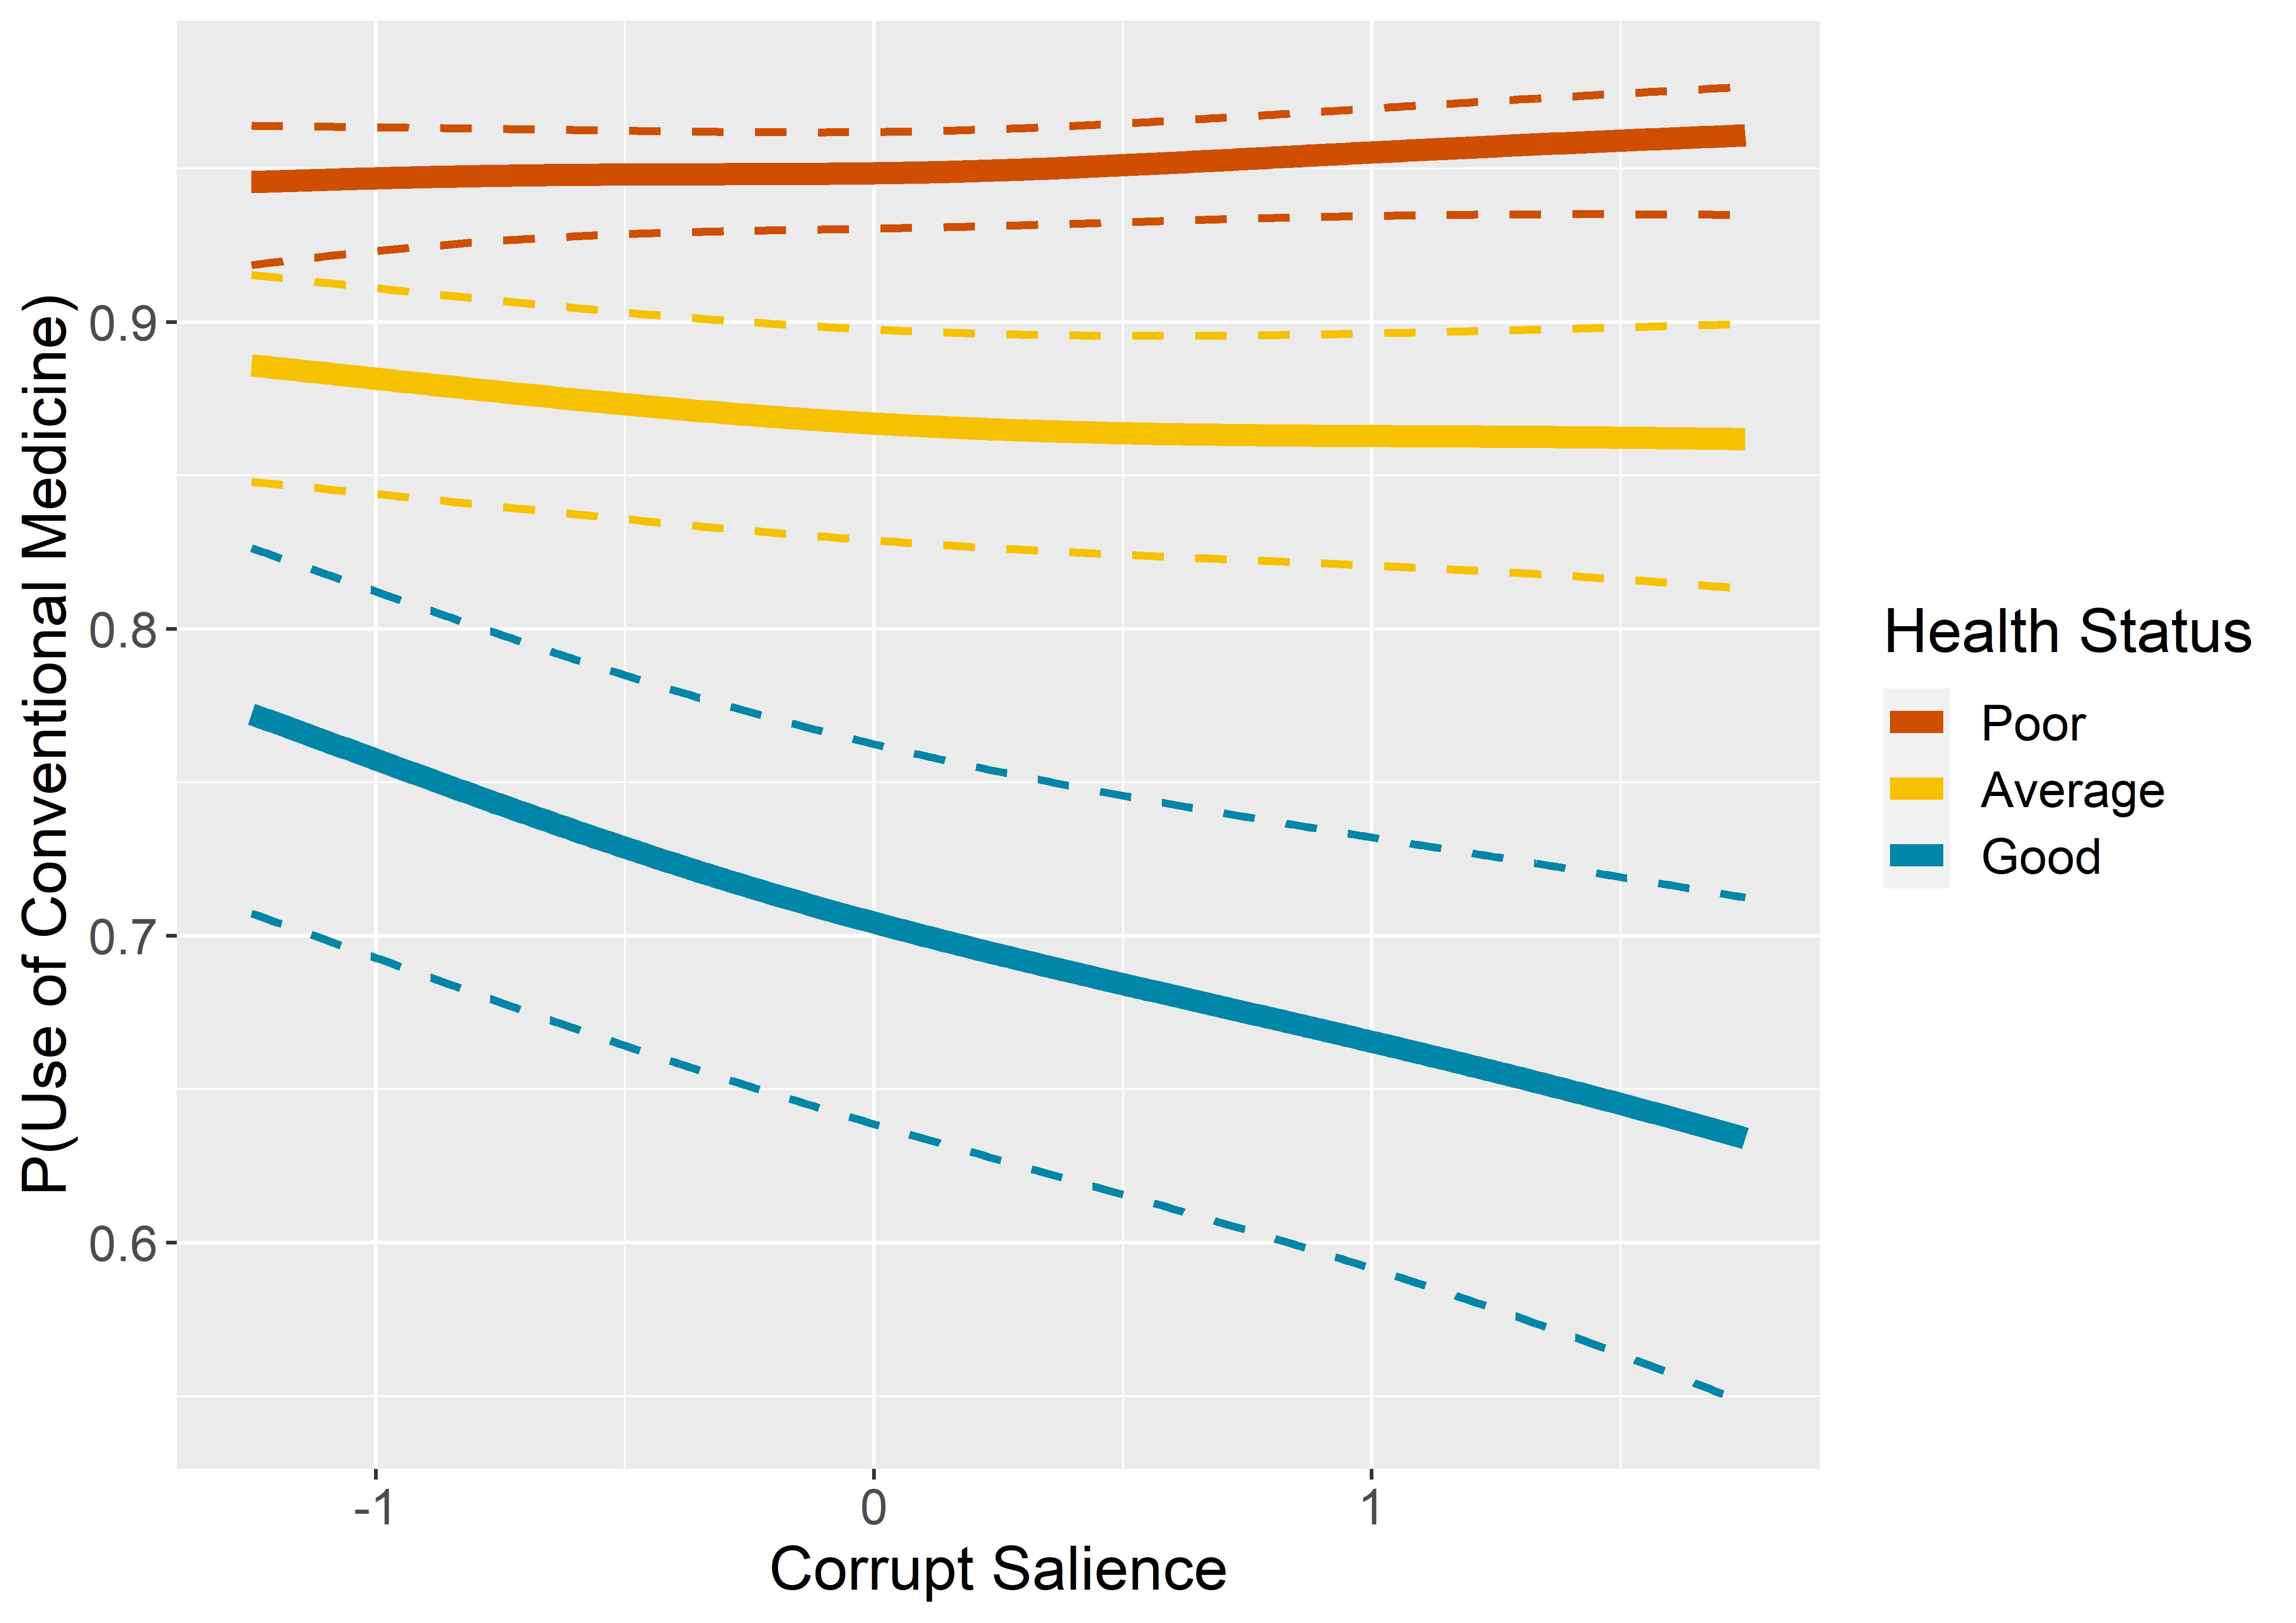 P(Use of Conventional Medicine)
0.9
0.8
0.7
0.6
-1 0 1
Corrupt Salience
Health Status
Poor
Average
Good